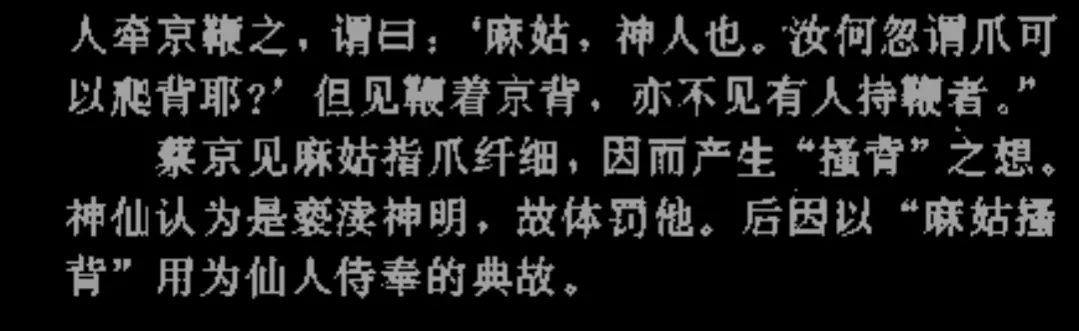 人牵京鞭之，谓曰：‘麻姑，神人也。汝何忽谓爪可
以爬背耶？’但见鞭着京背，亦不见有人持鞭者。”
蔡京见麻姑指爪纤细，因而产生“搔背”之想。
神仙认为是亵渎神明，故体罚他。后因以“麻姑搔
背”用为仙人侍奉的典故。